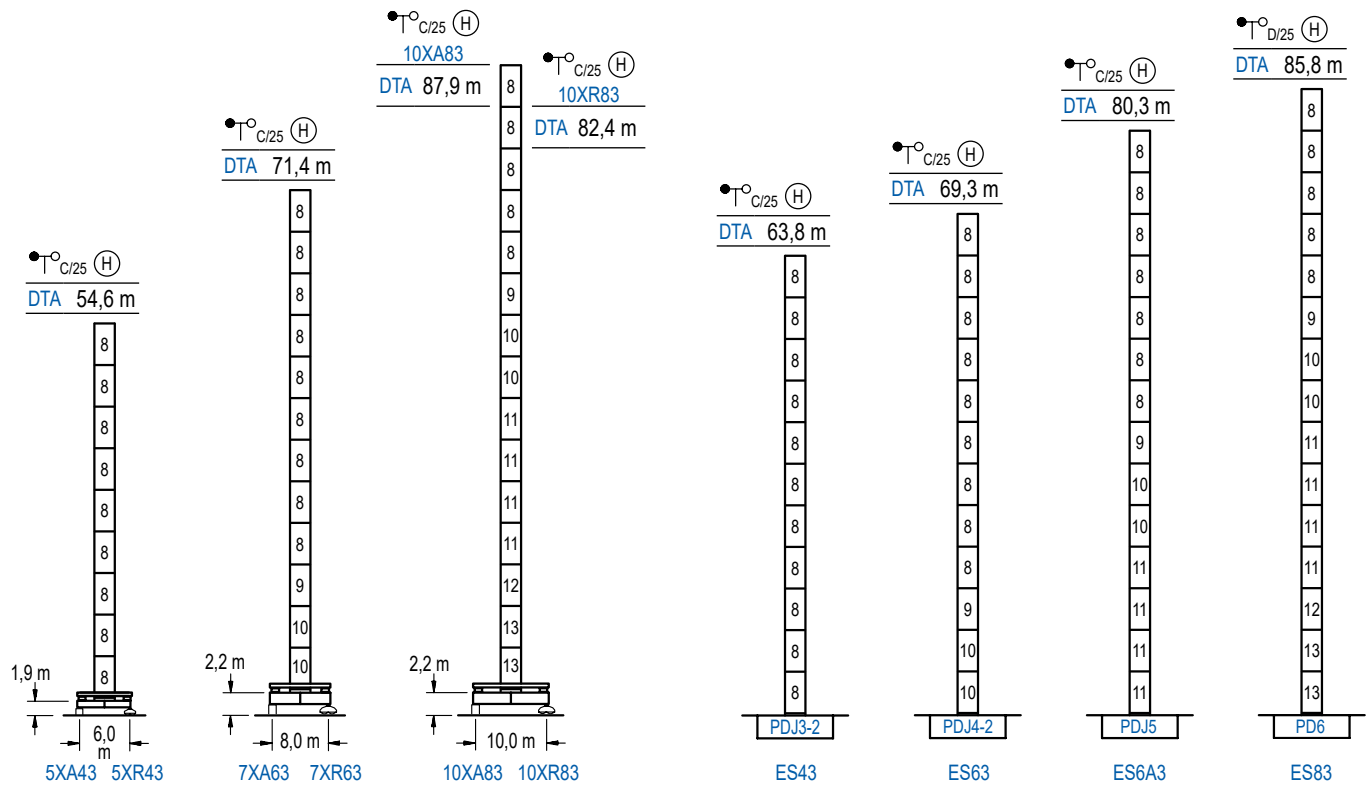 C/25 H
DTA 54,6 m
8
8
8
8
8
8
8
8
8
1,9 m
6,0
m
5XA43 5XR43
C/25 H
DTA 71,4 m
8
8
8
8
8
8
8
8
8
9
10
10
2,2 m
8,0 m
7XA63 7XR63
C/25 H
10XA83
DTA 87,9 m
C/25 H
10XR83
DTA 82,4 m
8
8
8
8
8
9
10
10
11
11
11
11
12
13
13
2,2 m
10,0 m
10XA83 10XR83
C/25 H
DTA 63,8 m
8
8
8
8
8
8
8
8
8
8
8
PDJ3-2
ES43
C/25 H
DTA 69,3 m
8
8
8
8
8
8
8
8
8
9
10
10
PDJ4-2
ES63
C/25 H
DTA 80,3 m
8
8
8
8
8
8
8
9
10
10
11
11
11
11
PDJ5
ES6A3
D/25 H
DTA 85,8 m
8
8
8
8
8
9
10
10
11
11
11
11
12
13
13
PD6
ES83